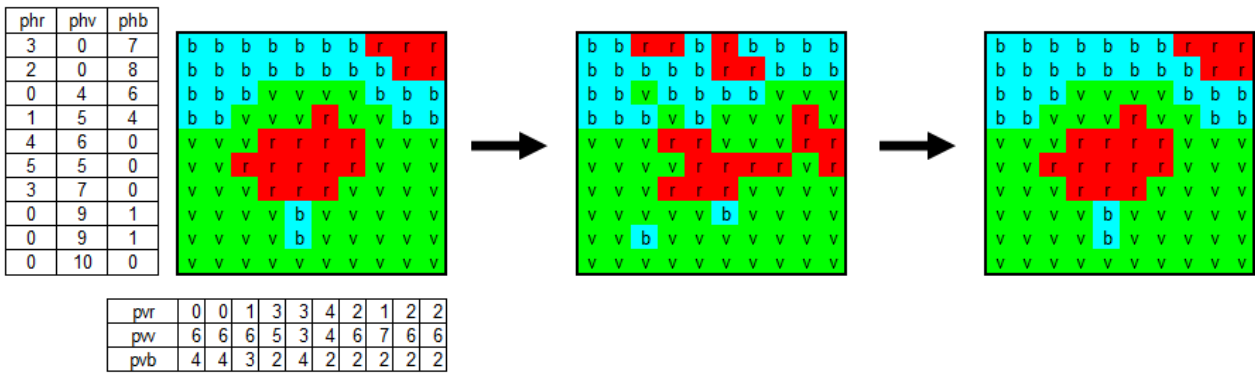 phr phv phb
3 0 7 b b b b b b b r r r b b r r b r b b b b b b b b b b b r r r
2 0 8 b b b b b b b b r r b b b b b r r b b b b b b b b b b b r r
0 4 6 b b b v v v v b b b b b v b b b b v v v b b b v v v v b b b
1 5 4 b b v v v r v v b b b b b v b v v v r v b b v v v r v v b b
4 6 0 v v v r r r r v v v v v v r r v v v r r v v v r r r r v v v
5 5 0 v v r r r r r v v v v v v v r r r r v r v v r r r r r v v v
3 7 0 v v v r r r v v v v v v v r r r v v v v v v v r r r v v v v
0 9 1 v v v v b v v v v v v v v v v b v v v v v v v v b v v v v v
0 9 1 v v v v b v v v v v v v b v v v v v v v v v v v b v v v v v
0 10 0 v v v v v v v v v v v v v v v v v v v v v v v v v v v v v v
pvr 0 0 1 3 3 4 2 1 2 2
pvv 6 6 6 5 3 4 6 7 6 6
pvb 4 4 3 2 4 2 2 2 2 2